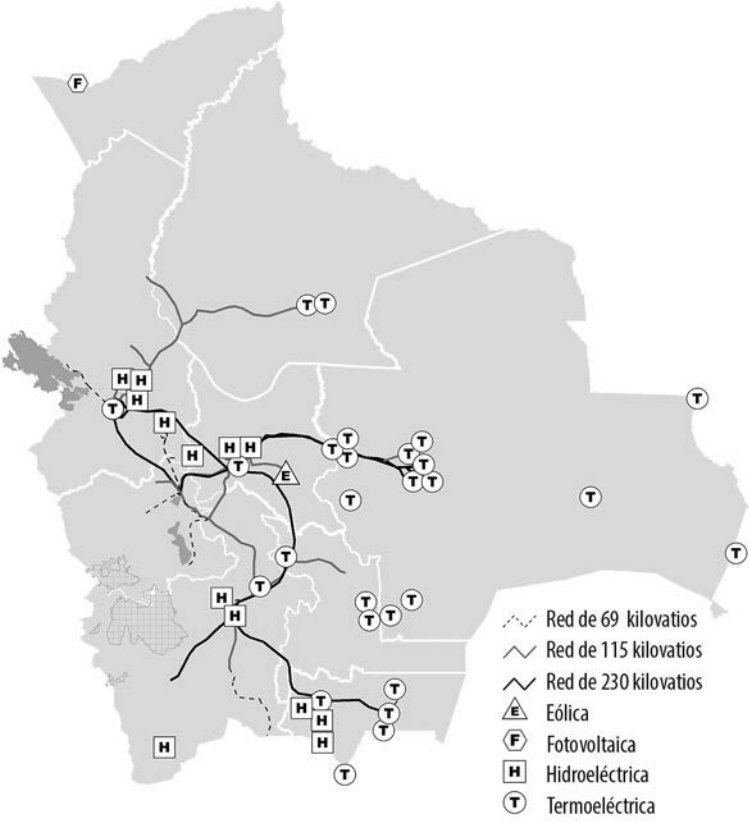 F
T T
H H
T
H
T
H
T T
H H T T
H T
T E T
T T
T T
T
T
T
H T T
H T T
T
H T
H T
T
H
H
T
Red de 69 kilovatios
Red de 115 kilovatios
Red de 230 kilovatios
E Eólica
F Fotovoltaica
H Hidroeléctrica
T Termoeléctrica